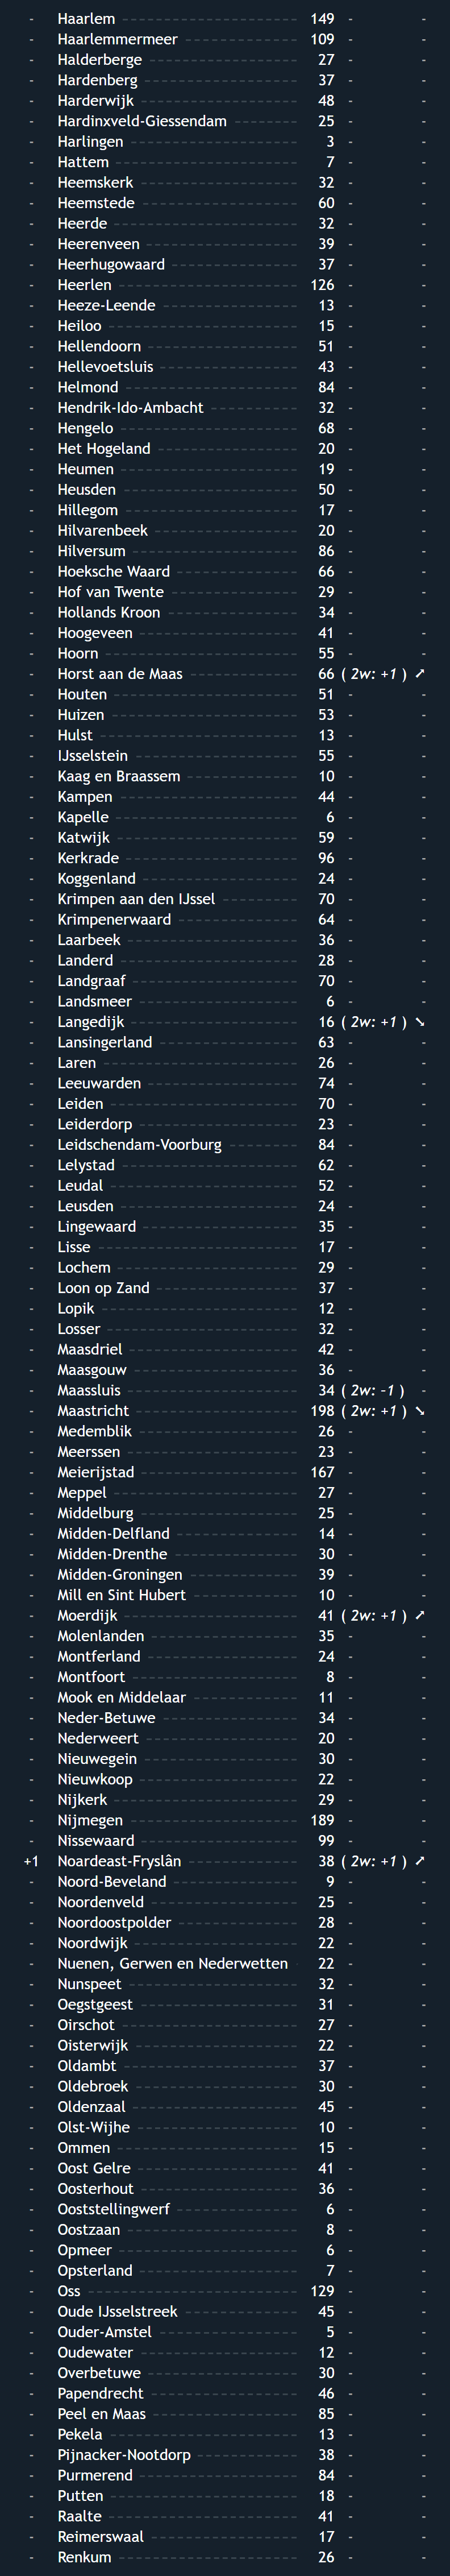 - Haarlem 149 - -
- Haarlemmermeer 109 - -
- Halderberge 27 - -
- Hardenberg 37 - -
- Harderwijk 48 - -
- Hardinxveld-Giessendam 25 - -
- Harlingen 3 - -
- Hattem 7 - -
- Heemskerk 32 - -
- Heemstede 60 - -
- Heerde 32 - -
- Heerenveen 39 - -
- Heerhugowaard 37 - -
- Heerlen 126 - -
- Heeze-Leende 13 - -
- Heiloo 15 - -
- Hellendoorn 51 - -
- Hellevoetsluis 43 - -
- Helmond 84 - -
- Hendrik-Ido-Ambacht 32 - -
- Hengelo 68 - -
- Het Hogeland 20 - -
- Heumen 19 - -
- Heusden 50 - -
- Hillegom 17 - -
- Hilvarenbeek 20 - -
- Hilversum 86 - -
- Hoeksche Waard 66 - -
- Hof van Twente 29 - -
- Hollands Kroon 34 - -
- Hoogeveen 41 - -
- Hoorn 55 - -
- Horst aan de Maas 66 ( 2w: +1 ) ➚
- Houten 51 - -
- Huizen 53 - -
- Hulst 13 - -
- IJsselstein 55 - -
- Kaag en Braassem 10 - -
- Kampen 44 - -
- Kapelle 6 - -
- Katwijk 59 - -
- Kerkrade 96 - -
- Koggenland 24 - -
- Krimpen aan den IJssel 70 - -
- Krimpenerwaard 64 - -
- Laarbeek 36 - -
- Landerd 28 - -
- Landgraaf 70 - -
- Landsmeer 6 - -
- Langedijk 16 ( 2w: +1 ) ➘
- Lansingerland 63 - -
- Laren 26 - -
- Leeuwarden 74 - -
- Leiden 70 - -
- Leiderdorp 23 - -
- Leidschendam-Voorburg 84 - -
- Lelystad 62 - -
- Leudal 52 - -
- Leusden 24 - -
- Lingewaard 35 - -
- Lisse 17 - -
- Lochem 29 - -
- Loon op Zand 37 - -
- Lopik 12 - -
- Losser 32 - -
- Maasdriel 42 - -
- Maasgouw 36 - -
- Maassluis 34 ( 2w: -1 ) -
- Maastricht 198 ( 2w: +1 ) ➘
- Medemblik 26 - -
- Meerssen 23 - -
- Meierijstad 167 - -
- Meppel 27 - -
- Middelburg 25 - -
- Midden-Delfland 14 - -
- Midden-Drenthe 30 - -
- Midden-Groningen 39 - -
- Mill en Sint Hubert 10 - -
- Moerdijk 41 ( 2w: +1 ) ➚
- Molenlanden 35 - -
- Montferland 24 - -
- Montfoort 8 - -
- Mook en Middelaar 11 - -
- Neder-Betuwe 34 - -
- Nederweert 20 - -
- Nieuwegein 30 - -
- Nieuwkoop 22 - -
- Nijkerk 29 - -
- Nijmegen 189 - -
- Nissewaard 99 - -
+1 Noardeast-Fryslân 38 ( 2w: +1 ) ➚
- Noord-Beveland 9 - -
- Noordenveld 25 - -
- Noordoostpolder 28 - -
- Noordwijk 22 - -
- Nuenen, Gerwen en Nederwetten 22 - -
- Nunspeet 32 - -
- Oegstgeest 31 - -
- Oirschot 27 - -
- Oisterwijk 22 - -
- Oldambt 37 - -
- Oldebroek 30 - -
- Oldenzaal 45 - -
- Olst-Wijhe 10 - -
- Ommen 15 - -
- Oost Gelre 41 - -
- Oosterhout 36 - -
- Ooststellingwerf 6 - -
- Oostzaan 8 - -
- Opmeer 6 - -
- Opsterland 7 - -
- Oss 129 - -
- Oude IJsselstreek 45 - -
- Ouder-Amstel 5 - -
- Oudewater 12 - -
- Overbetuwe 30 - -
- Papendrecht 46 - -
- Peel en Maas 85 - -
- Pekela 13 - -
- Pijnacker-Nootdorp 38 - -
- Purmerend 84 - -
- Putten 18 - -
- Raalte 41 - -
- Reimerswaal 17 - -
- Renkum 26 - -